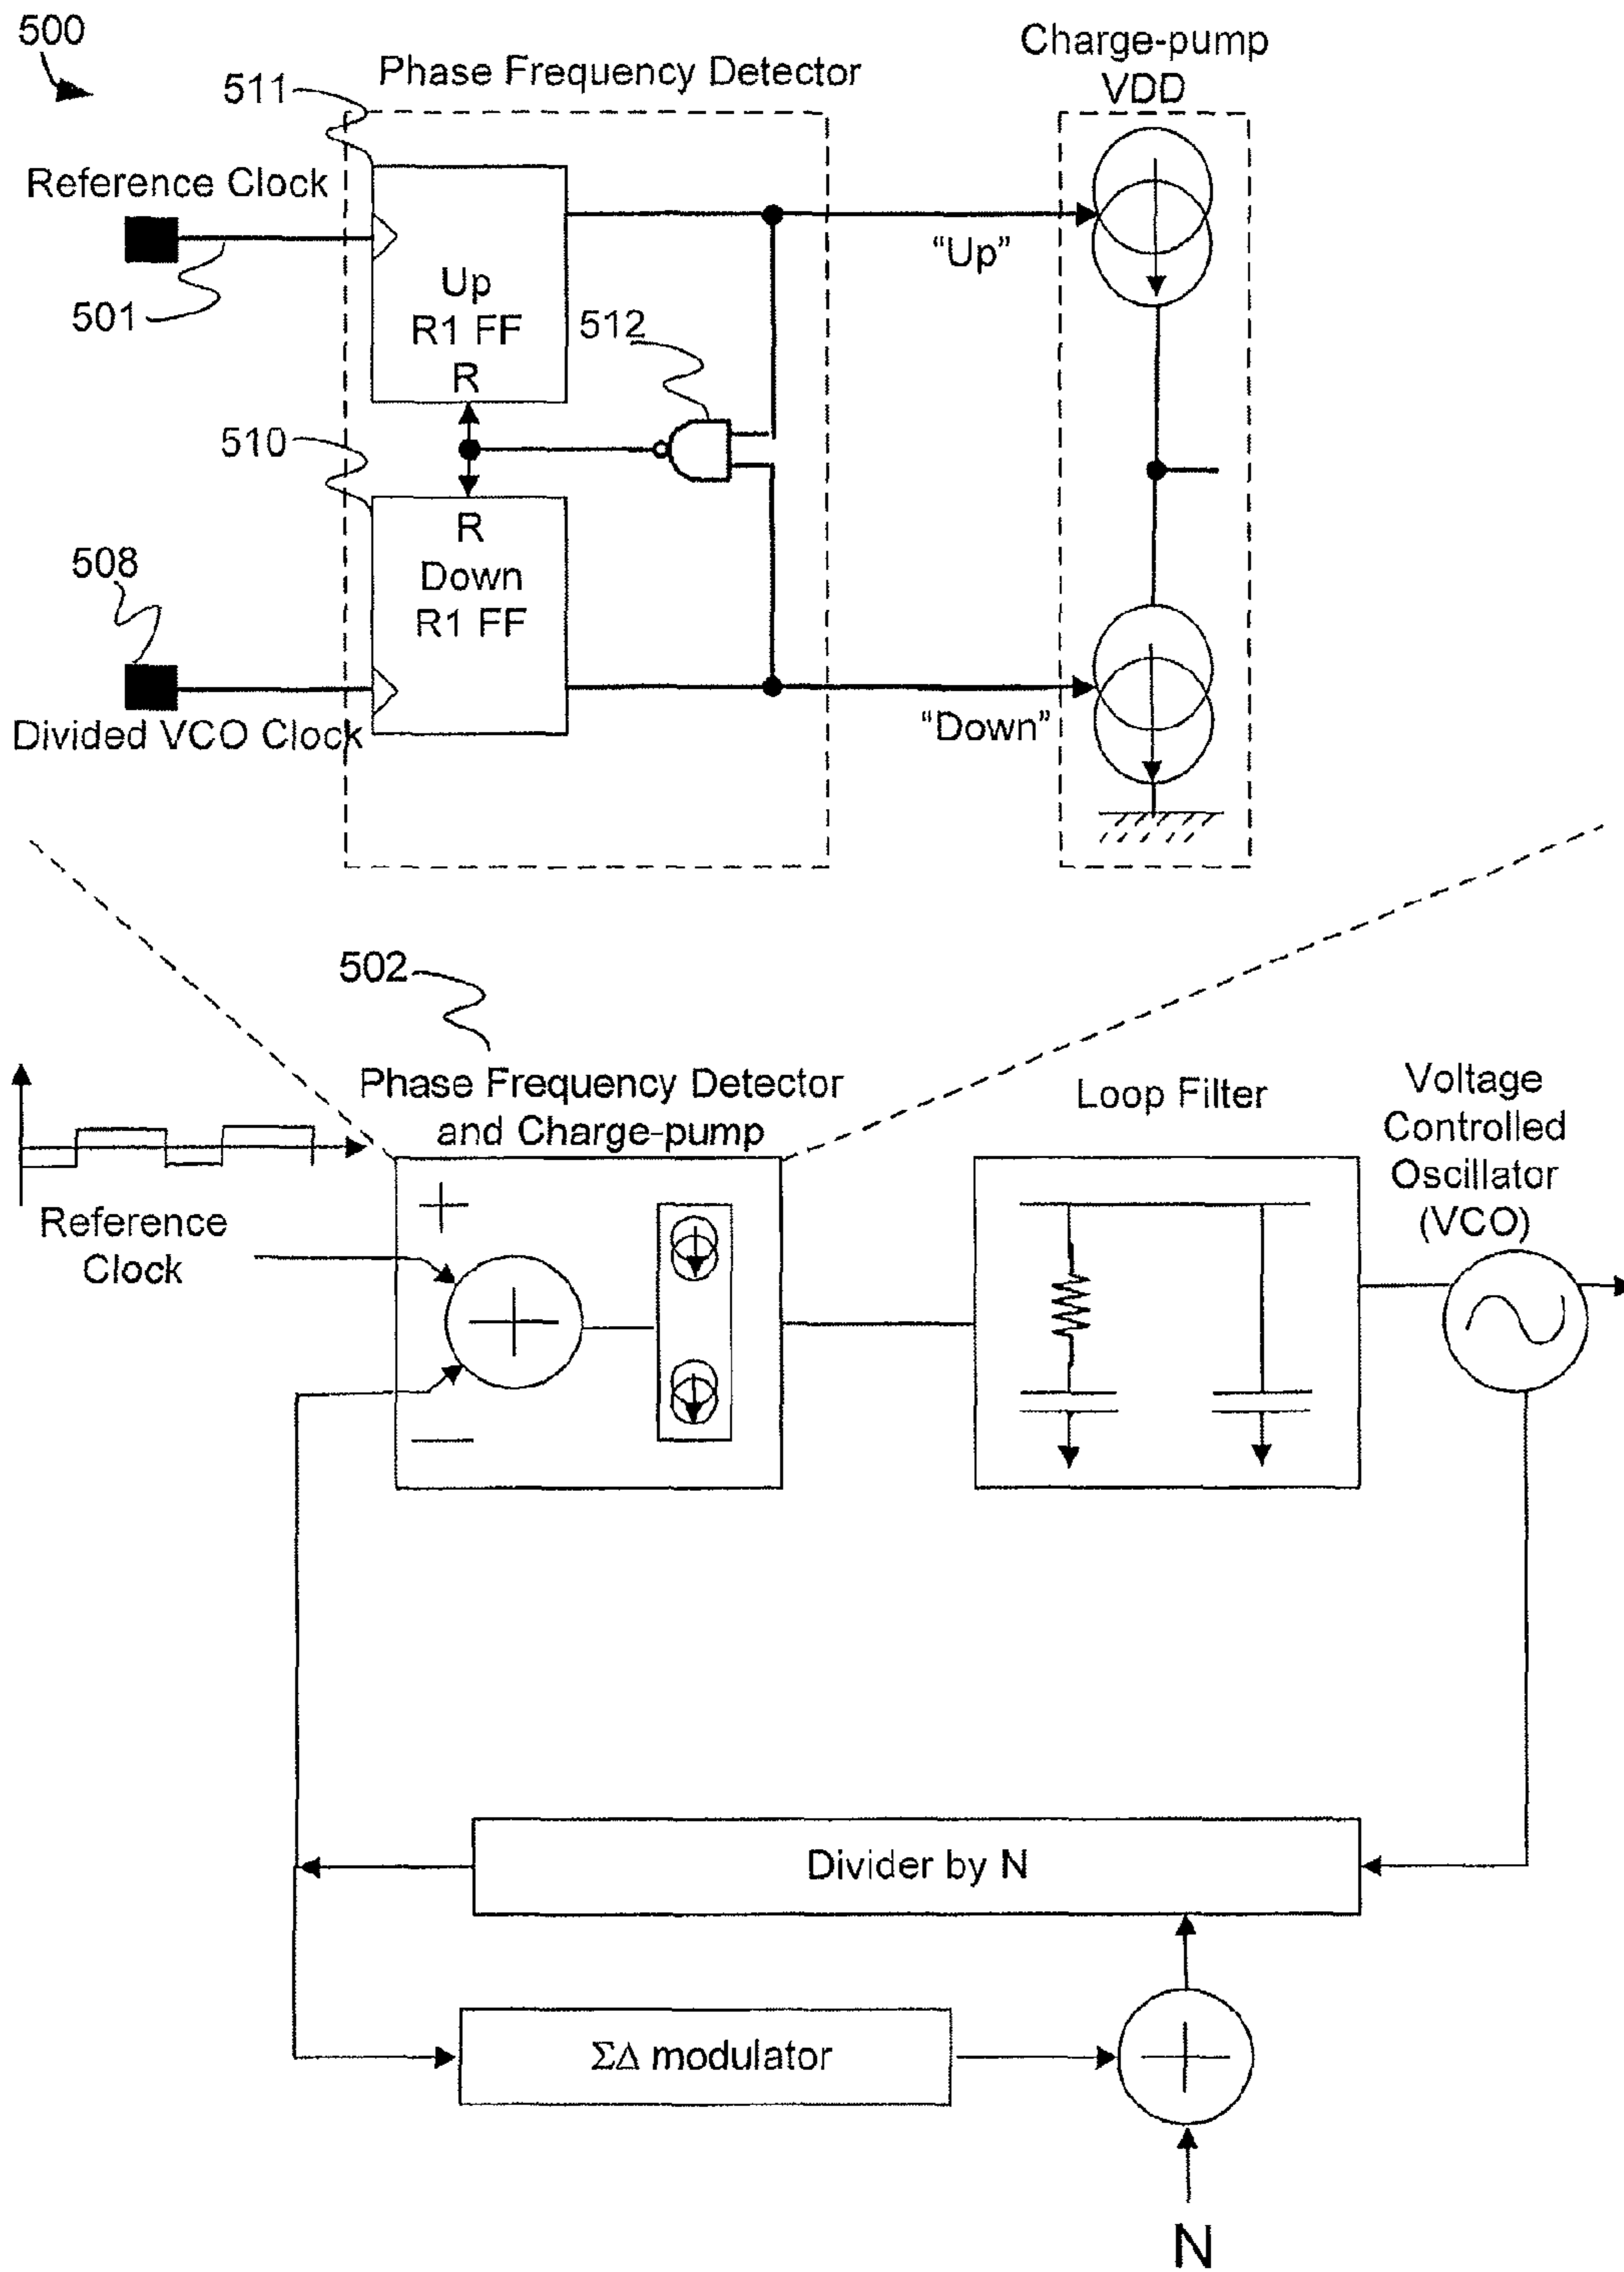 500
Phase Frequency Detector
Charge-pump
VDD
511
Reference Clock
501
Up
R1 FF
R
512
"Up"
510
R
Down
R1 FF
508
Divided VCO Clock
"Down"
502
Phase Frequency Detector
and Charge-pump
Loop Filter
Voltage
Controlled
Oscillator
(VCO)
Reference
Clock
Divider by N
ΣΔ modulator
N